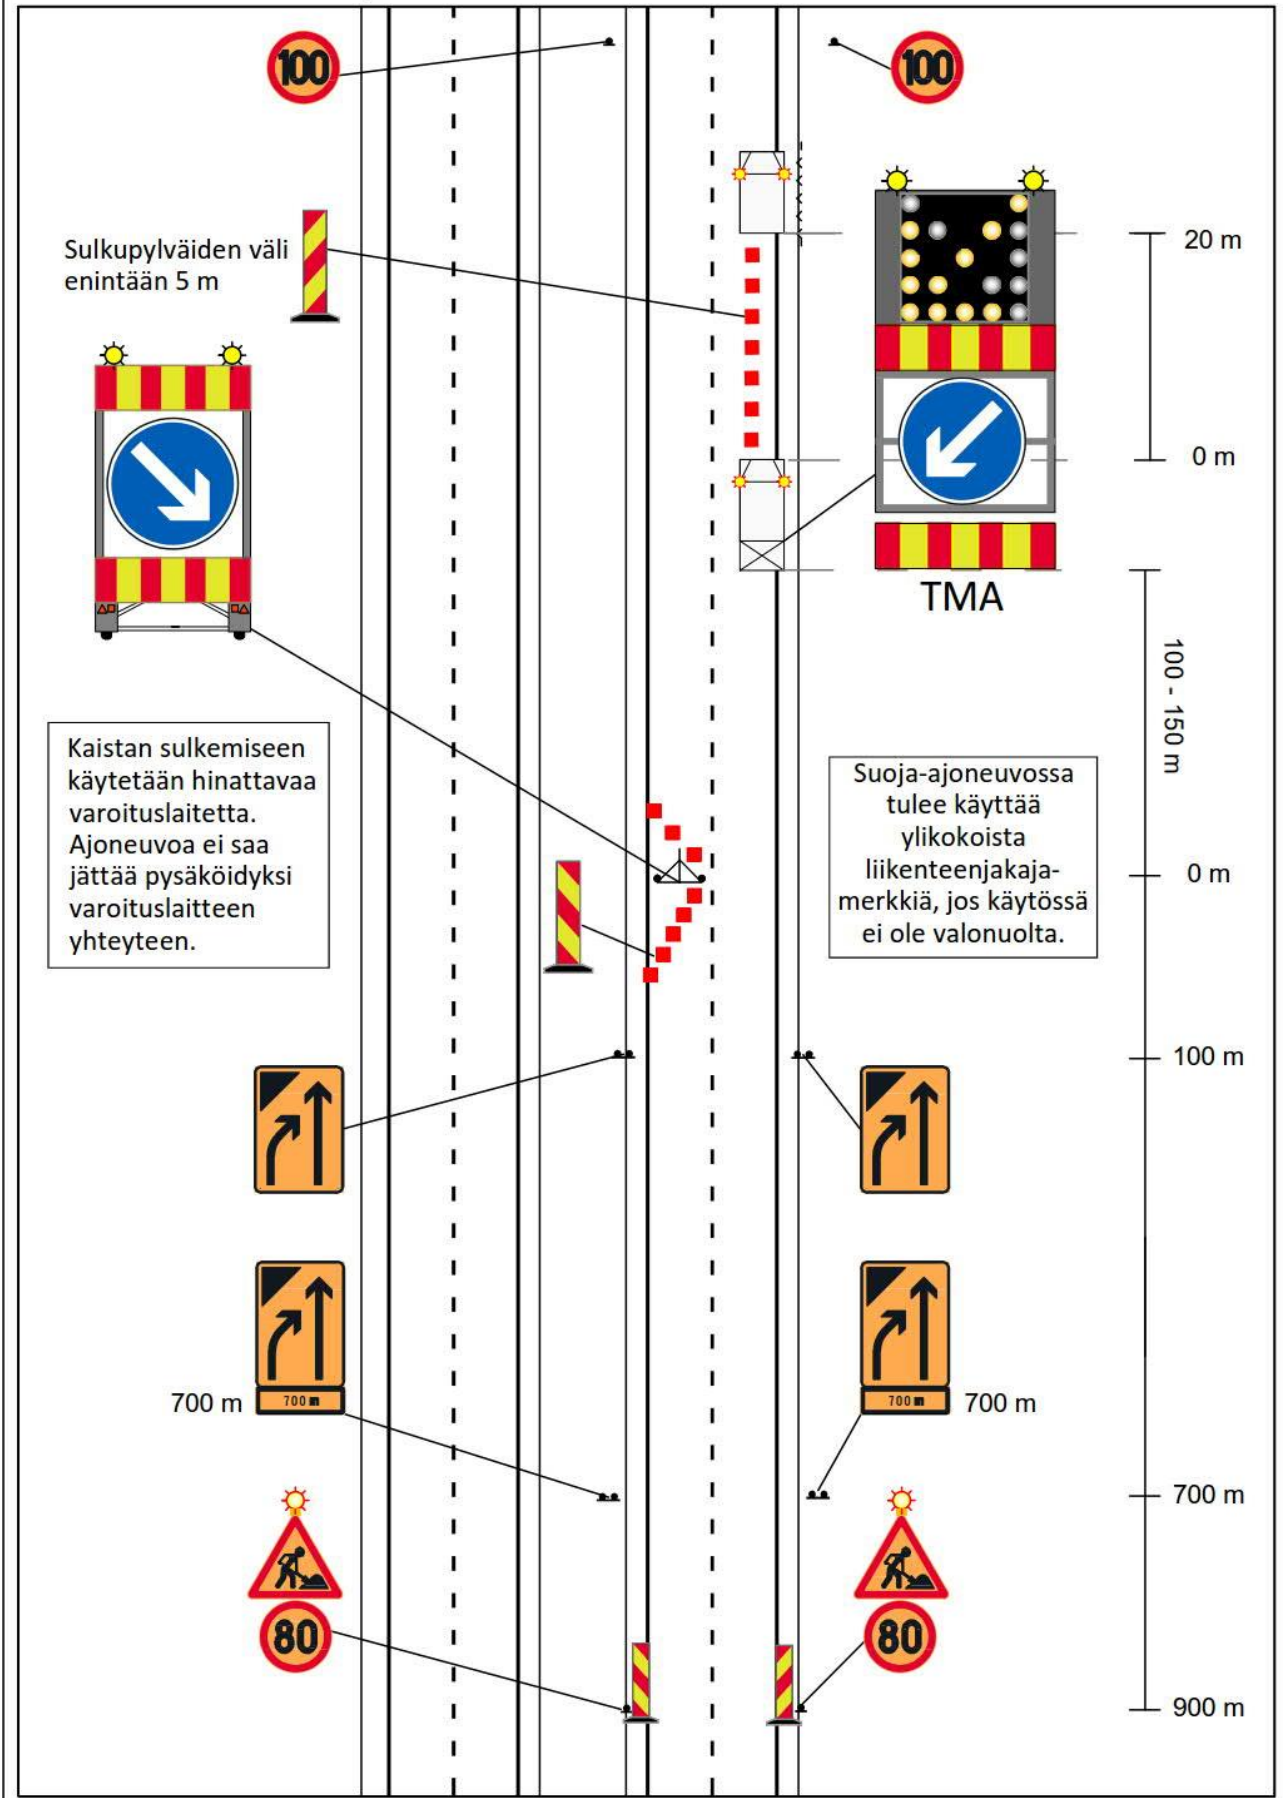 100
100
20 m
Sulkupylväiden väli
enintään 5 m
0 m
TMA
100 - 150 m
Kaistan sulkemiseen
käytetään hinattavaa
varoituslaitetta.
Ajoneuvoa ei saa
jättää pysäköidyksi
varoituslaitteen
yhteyteen.
Suoja-ajoneuvossa
tulee käyttää
ylikokoista
liikenteenjakaja-
merkkiä, jos käytössä
ei ole valonuolta.
0 m
100 m
700 m
700 m
700 m
700 m
700 m
80
80
900 m